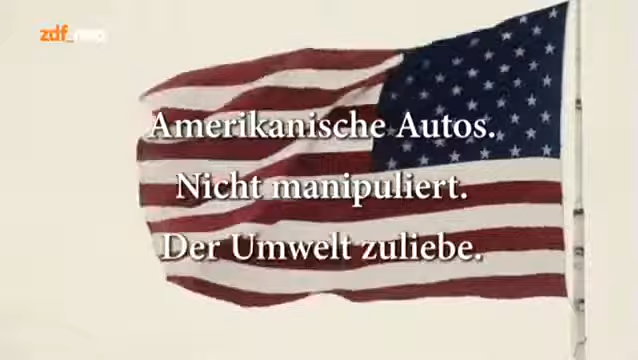 zdf_neo
Amerikanische Autos.
Nicht manipuliert.
Der Umwelt zuliebe.